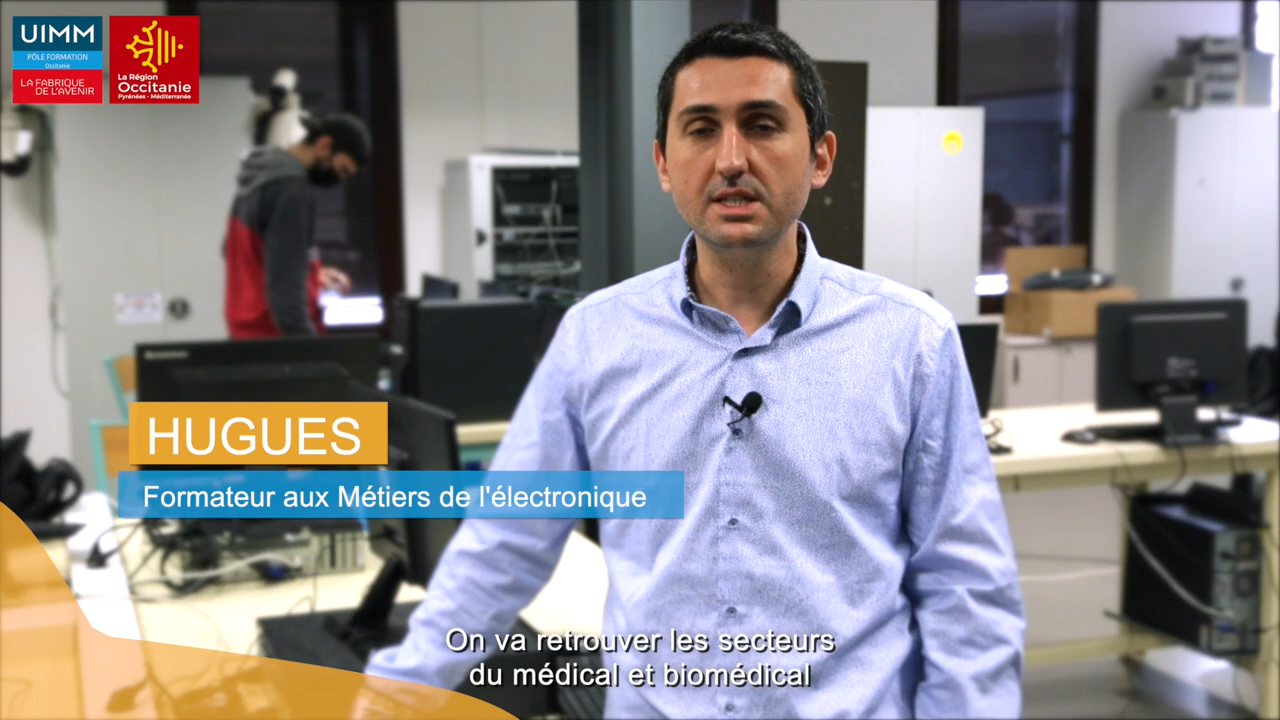 UIMM
PÔLE FORMATION
Occitanie
LA FABRIQUE
DE L'AVENIR
La Région
Occitanie
Pyrénées - Méditerranée
HUGUES
Formateur aux Métiers de l'électronique
On va retrouver les secteurs
du médical et biomédical